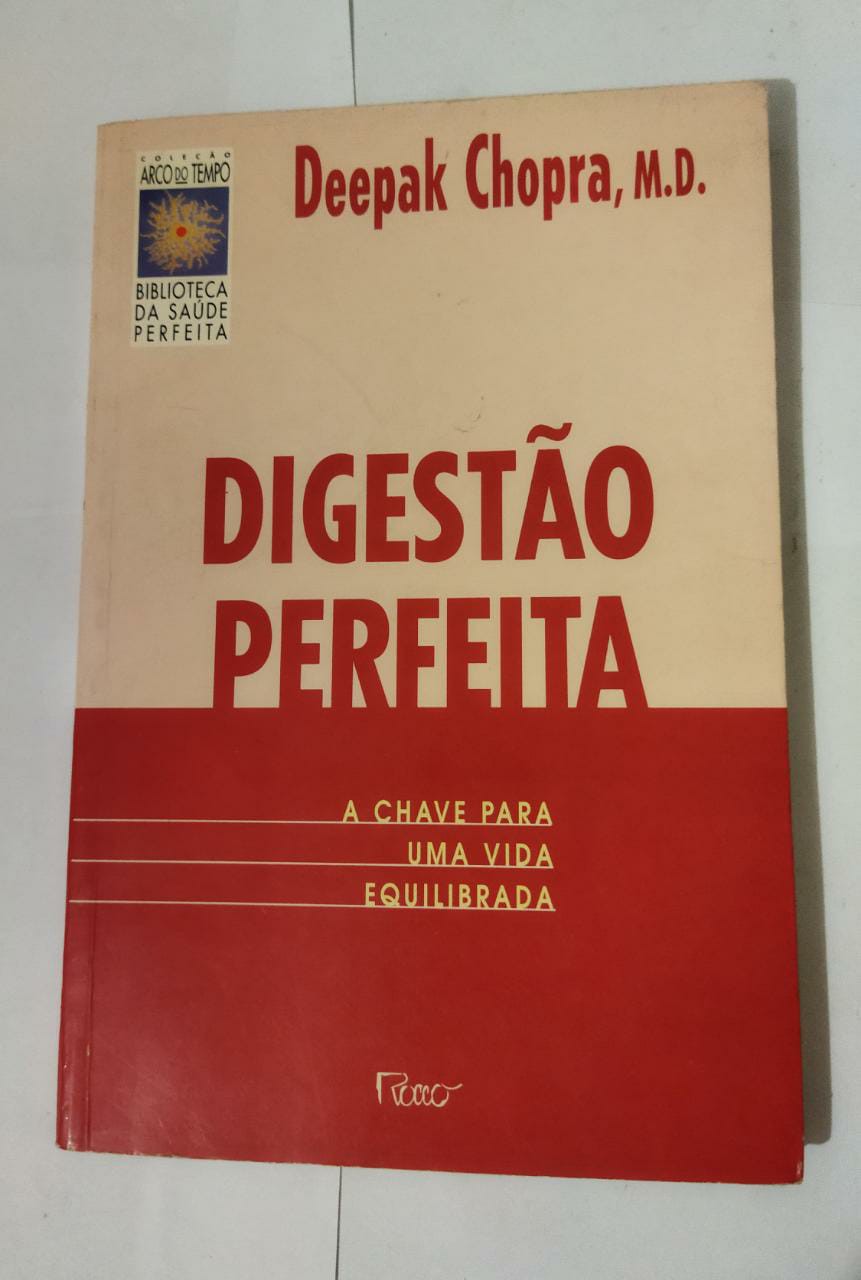 COLEÇÃO
ARCO DO TEMPO
BIBLIOTECA
DA SAÚDE
PERFEITA
Deepak Chopra, M.D.
DIGESTÃO
PERFEITA
A CHAVE PARA
UMA VIDA
EQUILIBRADA
Rocco